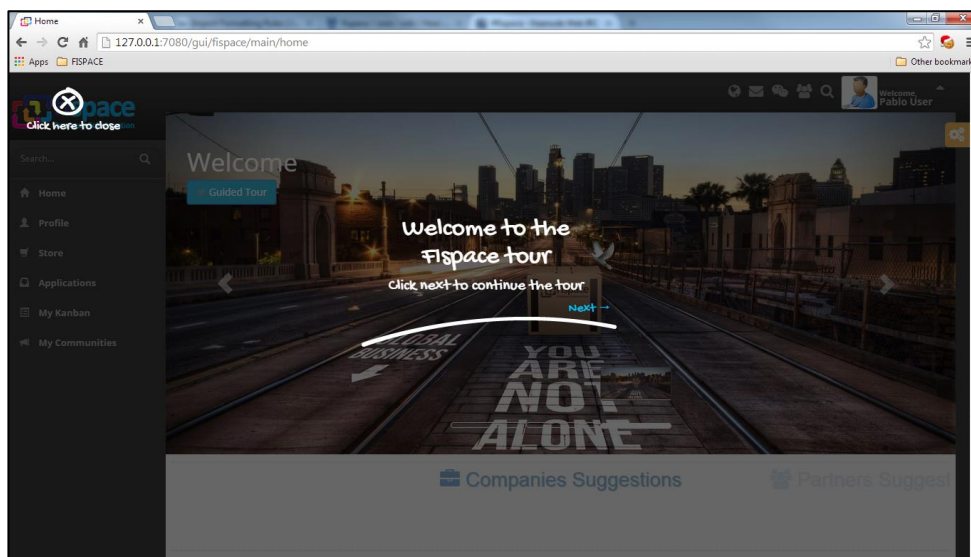 Home
127.0.0.1:7080/gui/fispace/main/home
Apps FISPACE Other bookmark
Welcome,
Pablo User
space
Click here to close
Search...
Home
Profile
Store
Applications
My Kanban
My Communities
Welcome
Guided Tour
Welcome to the
FIspace tour
Click next to continue the tour
Next →
GLOBAL
BUSINESS
YOU
ARE
NOT
ALONE
Companies Suggestions
Partners Suggest